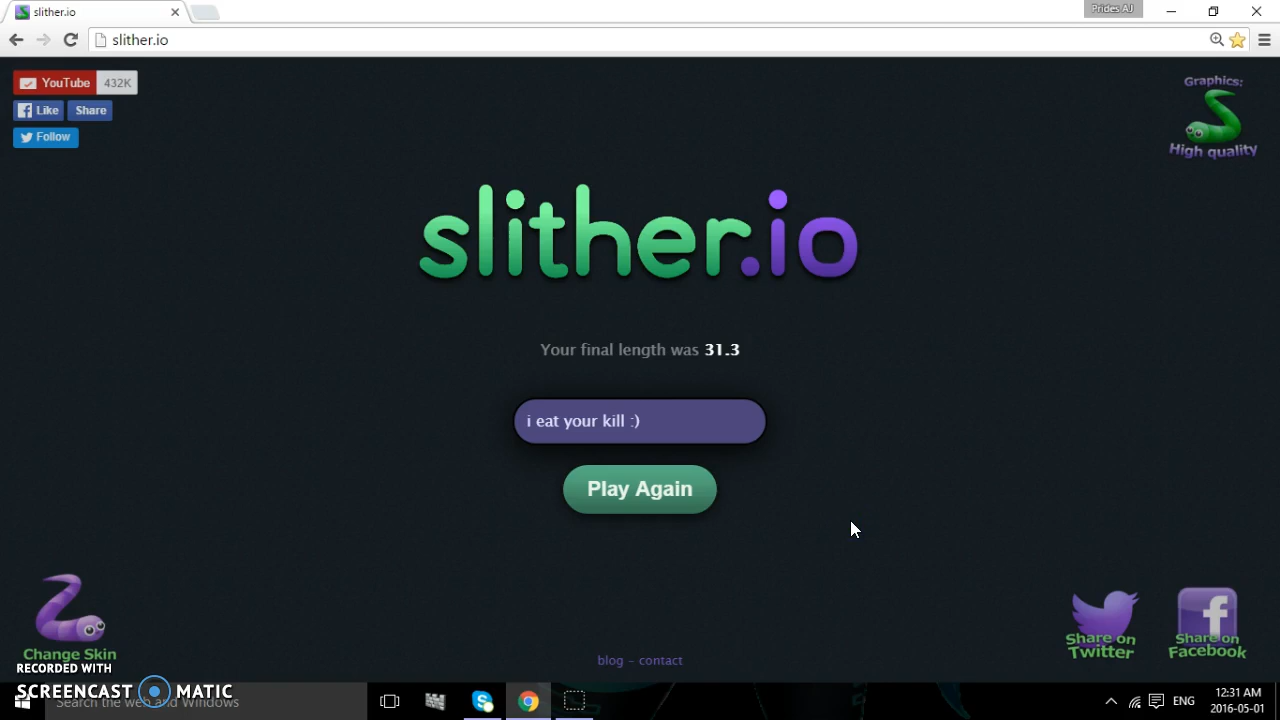 slither.io
Prides AJ
slither.io
YouTube 432K
Like Share
Follow
Graphics:
High quality
slither.io
Your final length was 31.3
i eat your kill :)
Play Again
Change Skin
Share on
Twitter
Share on
Facebook
blog - contact
RECORDED WITH
SCREENCAST MATIC
Search the web and Windows
ENG
12:31 AM
2016-05-01